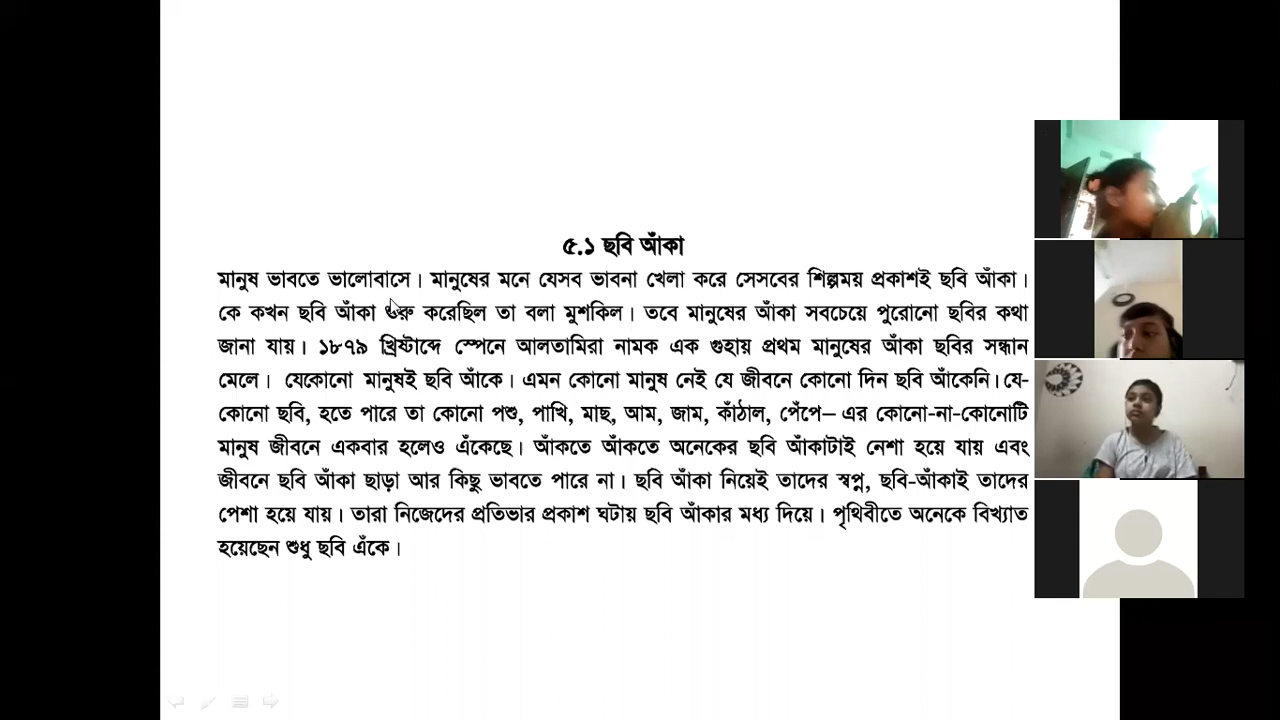 ৫.১ ছবি আঁকা
মানুষ ভাবতে ভালোবাসে। মানুষের মনে যেসব ভাবনা খেলা করে সেসবের শিল্পময় প্রকাশই ছবি আঁকা।
কে কখন ছবি আঁকা শুরু করেছিল তা বলা মুশকিল। তবে মানুষের আঁকা সবচেয়ে পুরোনো ছবির কথা
জানা যায়। ১৮৭৯ খ্রিষ্টাব্দে স্পেনে আলতামিরা নামক এক গুহায় প্রথম মানুষের আঁকা ছবির সন্ধান
মেলে। যেকোনো মানুষই ছবি আঁকে। এমন কোনো মানুষ নেই যে জীবনে কোনো দিন ছবি আঁকেনি। যে-
কোনো ছবি, হতে পারে তা কোনো পশু, পাখি, মাছ, আম, জাম, কাঁঠাল, পেঁপে– এর কোনো-না-কোনোটি
মানুষ জীবনে একবার হলেও এঁকেছে। আঁকতে আঁকতে অনেকের ছবি আঁকাটাই নেশা হয়ে যায় এবং
জীবনে ছবি আঁকা ছাড়া আর কিছু ভাবতে পারে না। ছবি আঁকা নিয়েই তাদের স্বপ্ন, ছবি-আঁকাই তাদের
পেশা হয়ে যায়। তারা নিজেদের প্রতিভার প্রকাশ ঘটায় ছবি আঁকার মধ্য দিয়ে। পৃথিবীতে অনেকে বিখ্যাত
হয়েছেন শুধু ছবি এঁকে।